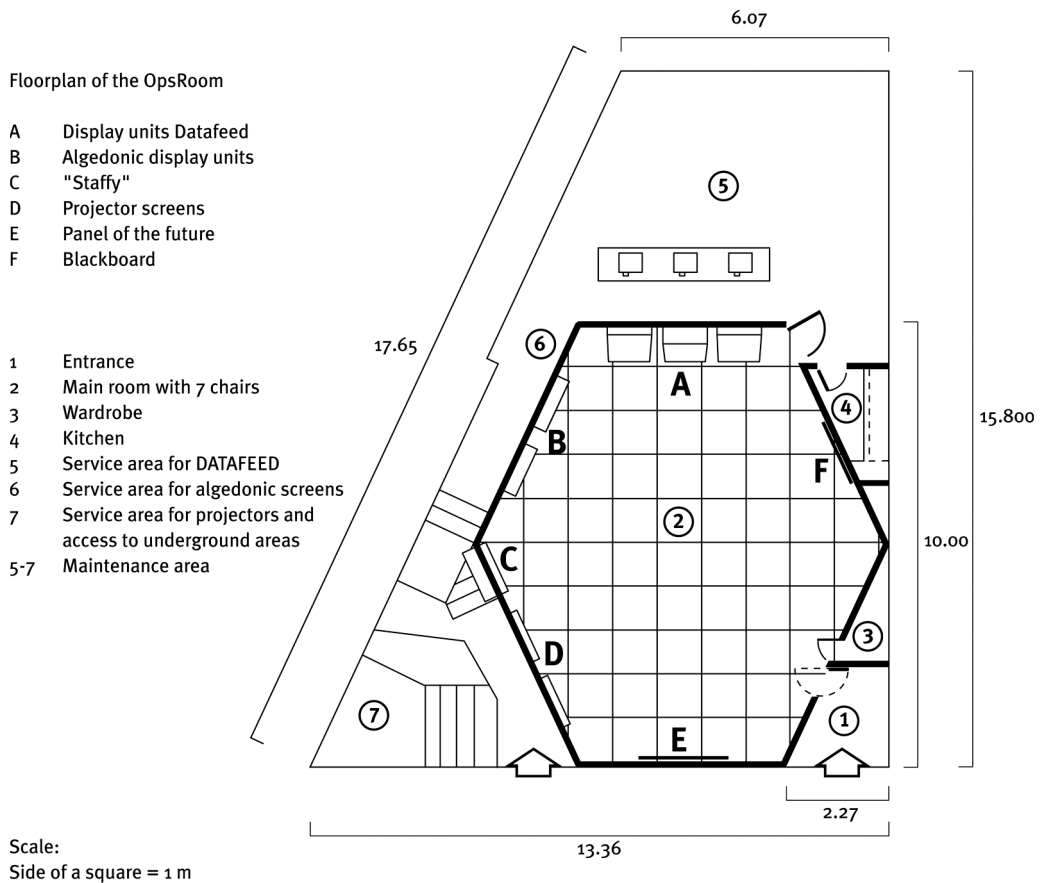 6.07
Floorplan of the OpsRoom
A Display units Datafeed
B Algedonic display units
C "Staffy"
D Projector screens
E Panel of the future
F Blackboard
5
17.65
6
1 Entrance
2 Main room with 7 chairs
3 Wardrobe
4 Kitchen
5 Service area for DATAFEED
6 Service area for algedonic screens
7 Service area for projectors and
access to underground areas
5-7 Maintenance area
A
4
15.800
B
F
2
10.00
C
3
D
7
1
E
2.27
13.36
Scale:
Side of a square = 1 m